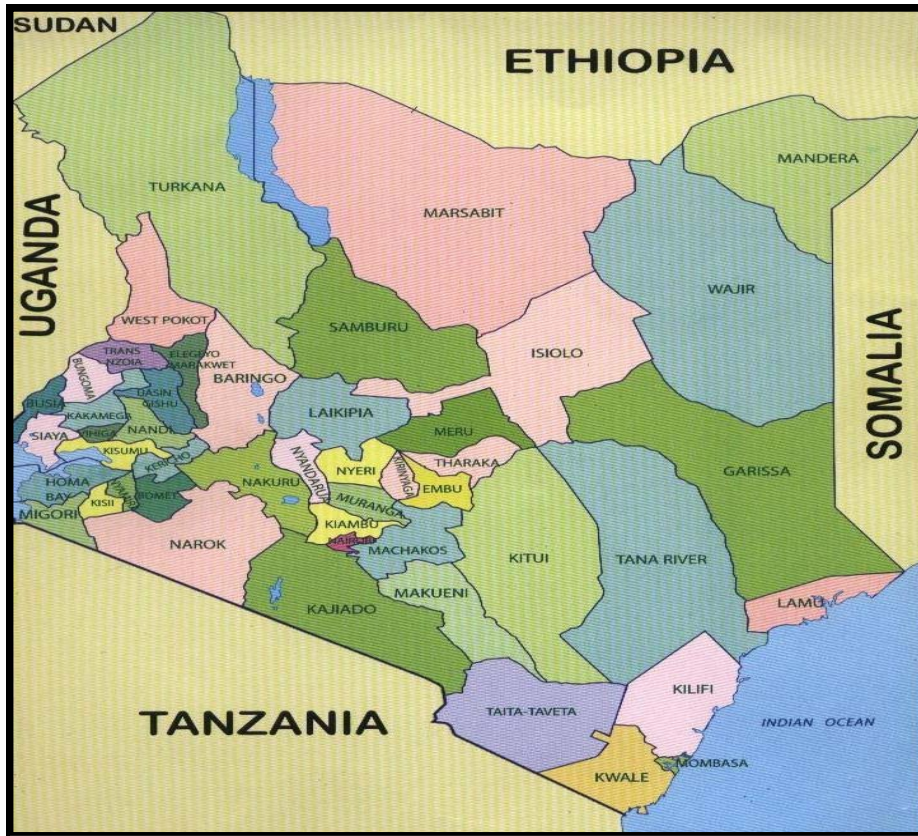 SUDAN
ETHIOPIA
UGANDA
SOMALIA
TANZANIA
INDIAN OCEAN
TURKANA
MARSABIT
MANDERA
WAJIR
WEST POKOT
SAMBURU
ISIOLO
TRANS
NZOIA
ELEGEYO
MARAKWET
BARINGO
BUNGOMA
UASIN
GISHU
BUSIA
KAKAMEGA
LAIKIPIA
SIAYA
VIHIGA
NANDI
MERU
KISUMU
KERICHO
NYANDARUA
NYERI
KIRINYAGA
THARAKA
GARISSA
HOMA
BAY
NAKURU
EMBU
MIGORI
KISII
BOMET
MURANGA
KIAMBU
NAIROBI
MACHAKOS
NAROK
KITUI
TANA RIVER
MAKUENI
KAJIADO
LAMU
KILIFI
TAITA-TAVETA
MOMBASA
KWALE